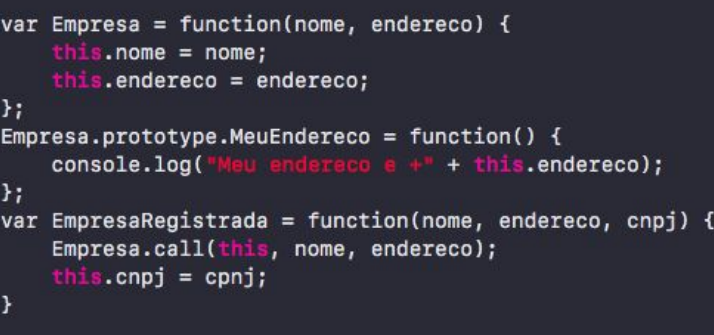 var Empresa = function(nome, endereco) {
    this.nome = nome;
    this.endereco = endereco;
};
Empresa.prototype.MeuEndereco = function() {
    console.log("Meu endereco e +" + this.endereco);
};
var EmpresaRegistrada = function(nome, endereco, cnpj) {
    Empresa.call(this, nome, endereco);
    this.cnpj = cpnj;
}